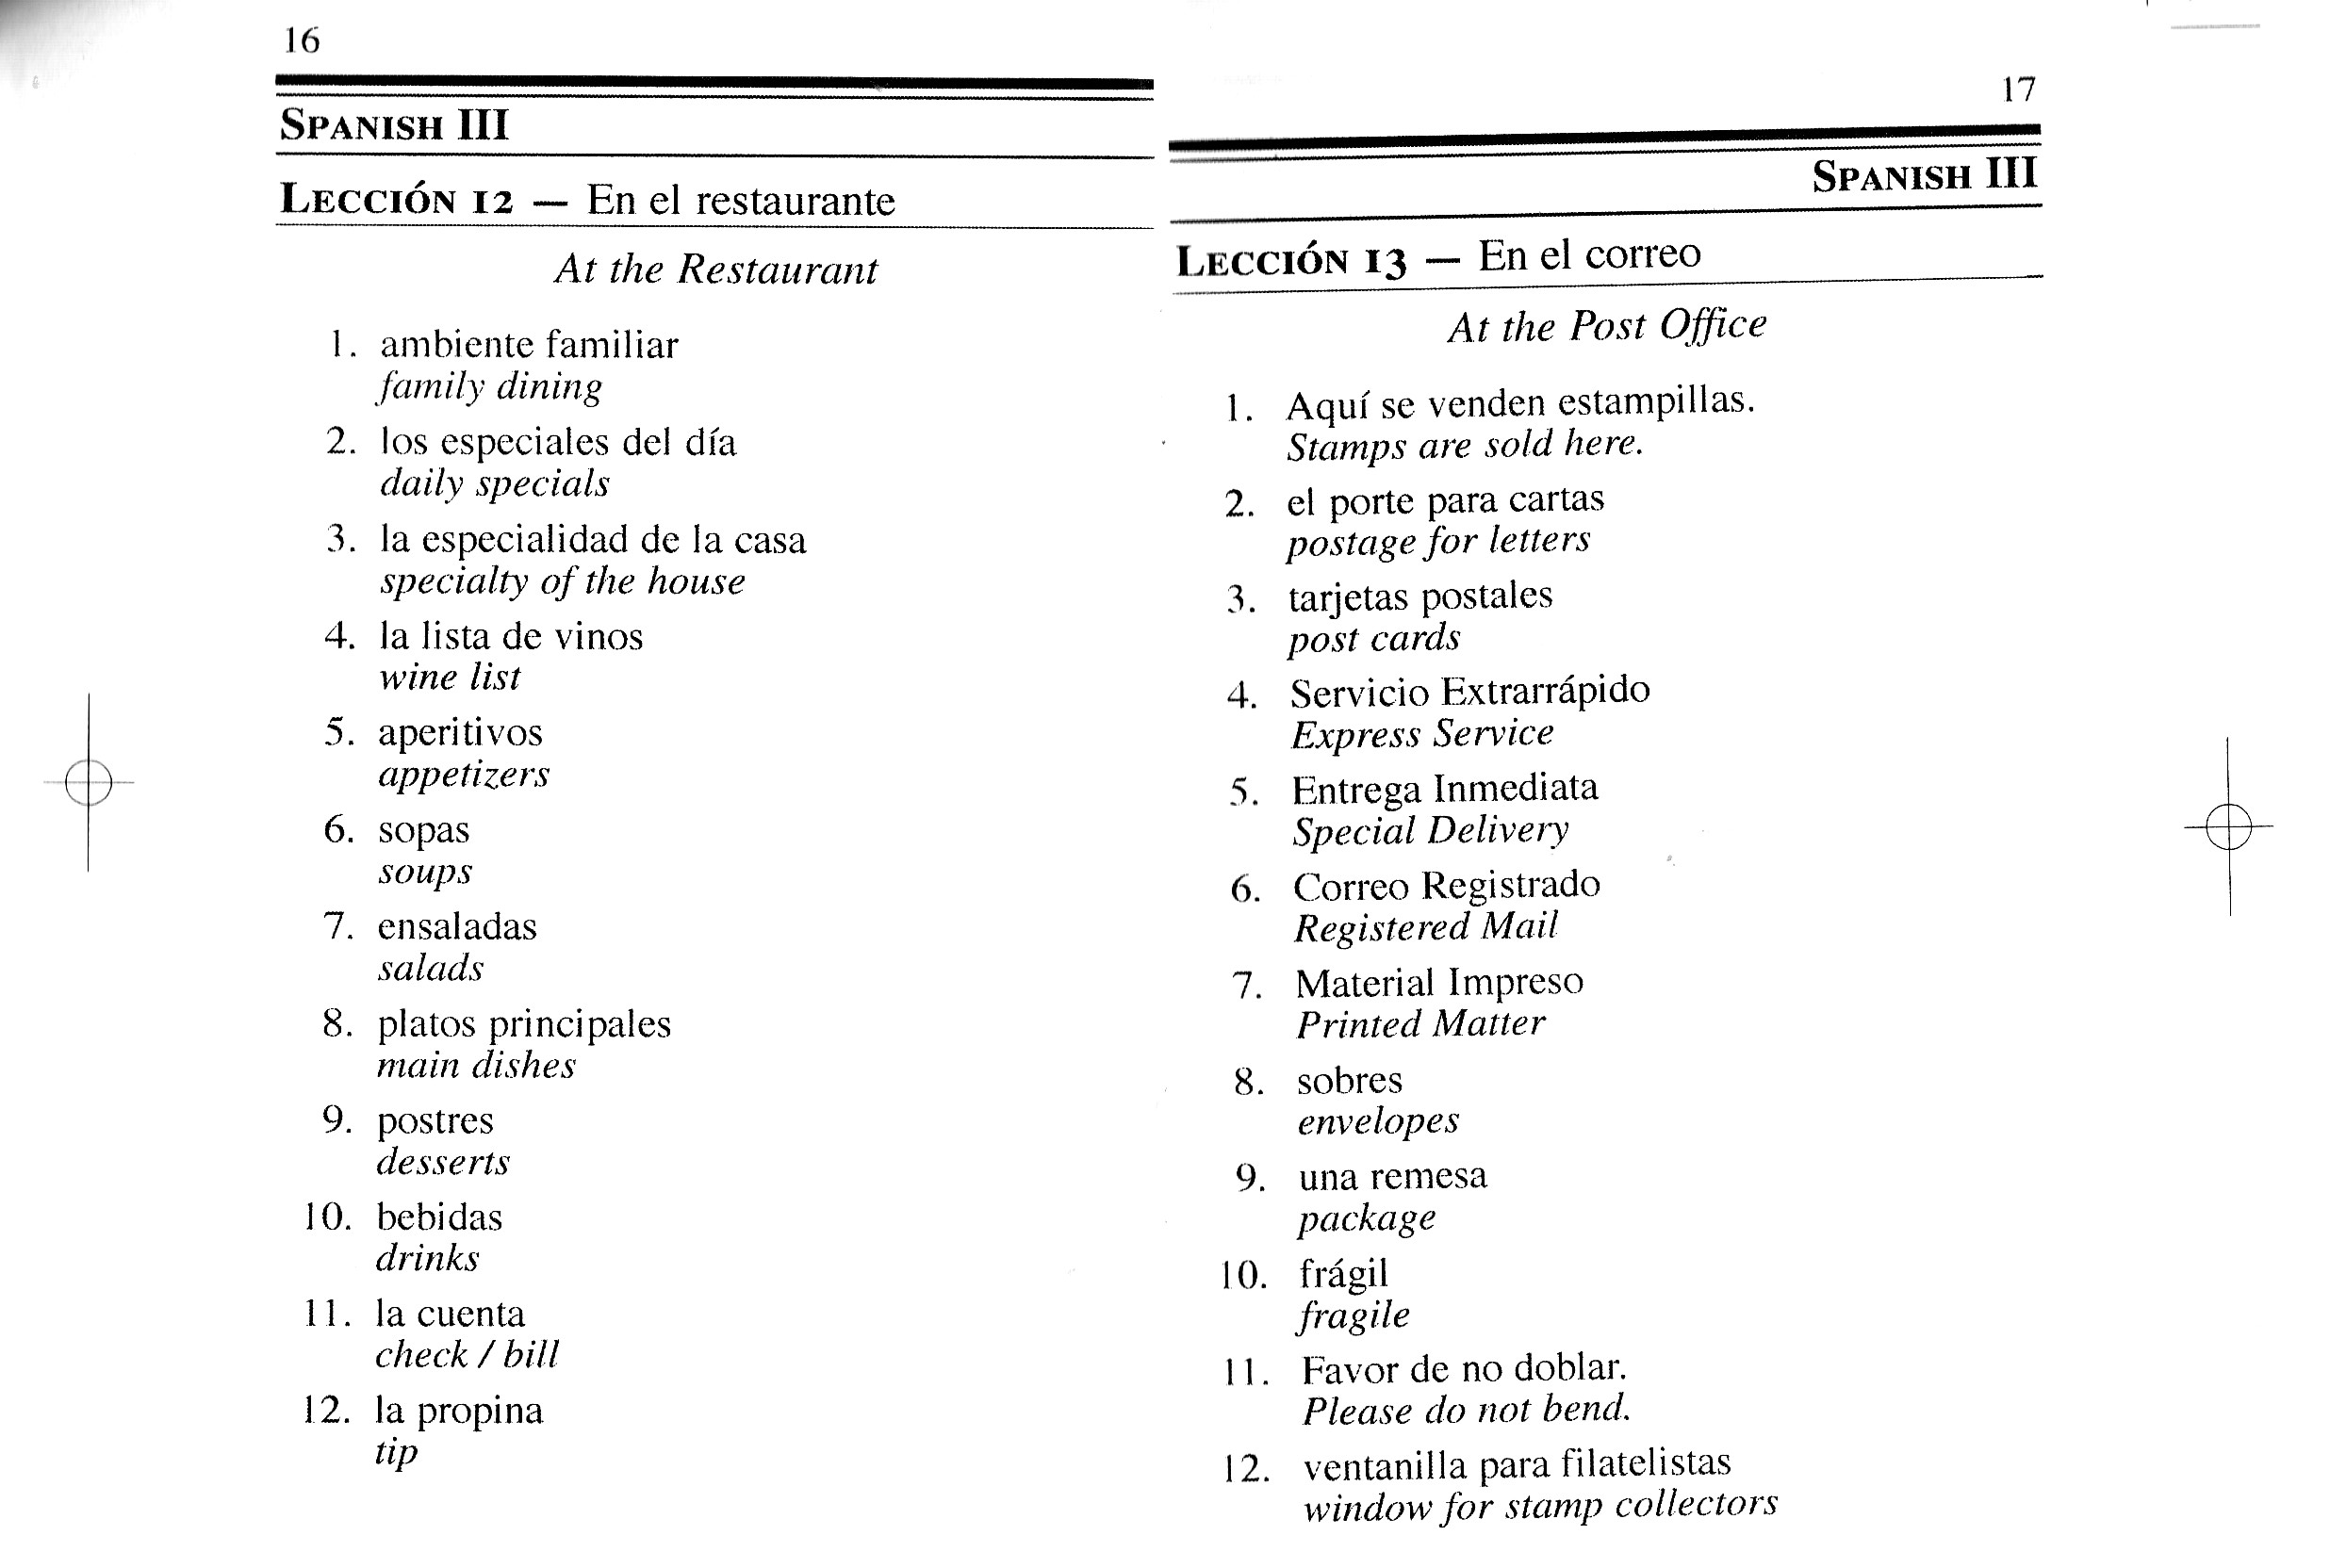 16
SPANISH III
LECCIÓN 12 — En el restaurante
At the Restaurant
1. ambiente familiar
family dining
2. los especiales del día
daily specials
3. la especialidad de la casa
specialty of the house
4. la lista de vinos
wine list
5. aperitivos
appetizers
6. sopas
soups
7. ensaladas
salads
8. platos principales
main dishes
9. postres
desserts
10. bebidas
drinks
11. la cuenta
check / bill
12. la propina
tip
17
SPANISH III
LECCIÓN 13 — En el correo
At the Post Office
1. Aquí se venden estampillas.
Stamps are sold here.
2. el porte para cartas
postage for letters
3. tarjetas postales
post cards
4. Servicio Extrarrápido
Express Service
5. Entrega Inmediata
Special Delivery
6. Correo Registrado
Registered Mail
7. Material Impreso
Printed Matter
8. sobres
envelopes
9. una remesa
package
10. frágil
fragile
11. Favor de no doblar.
Please do not bend.
12. ventanilla para filatelistas
window for stamp collectors